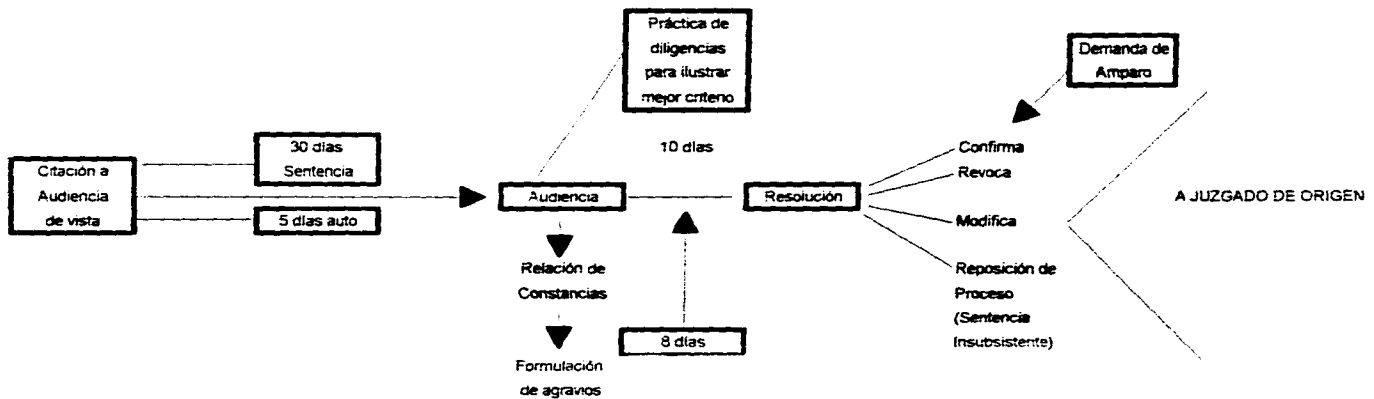 Práctica de
diligencias
para ilustrar
mejor criterio
10 días
Demanda de
Amparo
Citación a
Audiencia
de vista
30 días
Sentencia
5 días auto
Audiencia
Relación de
Constancias
Formulación
de agravios
8 días
Resolución
Confirma
Revoca
Modifica
Reposición de
Proceso
(Sentencia
Insubsistente)
A JUZGADO DE ORIGEN